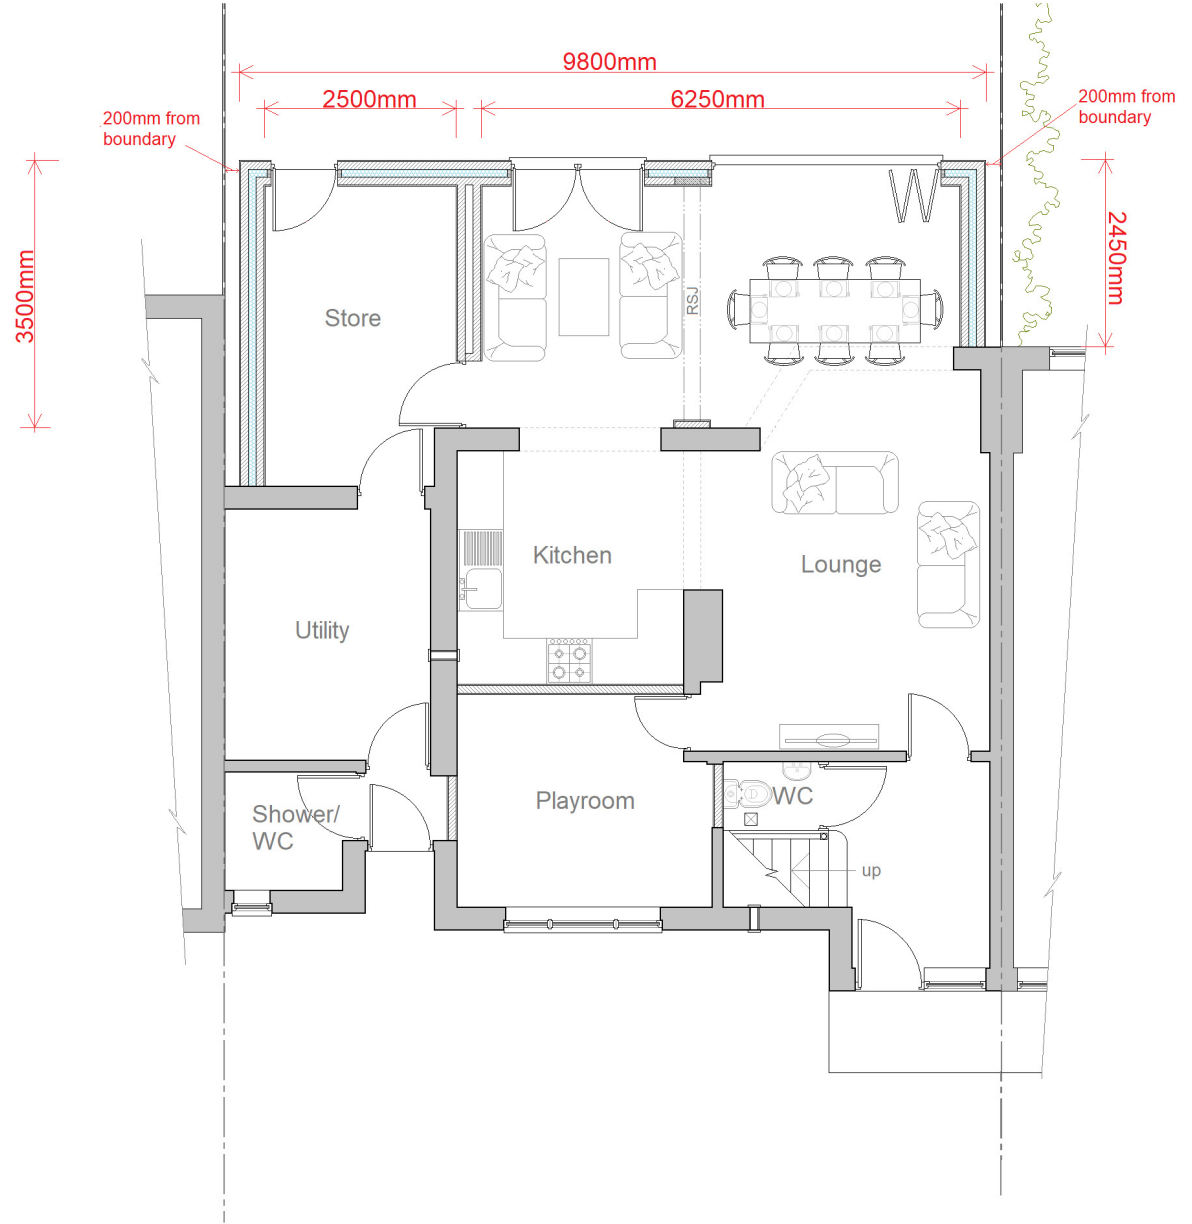 9800mm
2500mm
6250mm
200mm from
boundary
200mm from
boundary
3500mm
2450mm
Store
RSJ
Kitchen
Lounge
Utility
Playroom
Shower/
WC
WC
up